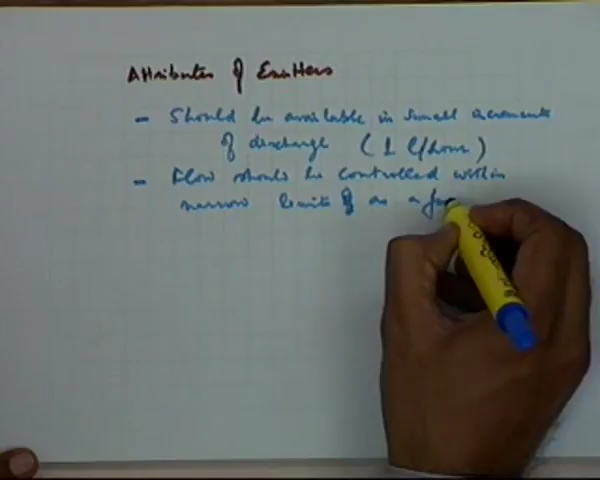 Attributes of Emitters
- Should be available in small increments
of discharge (1 l/hour)
- Flow should be controlled within
narrow limits as a